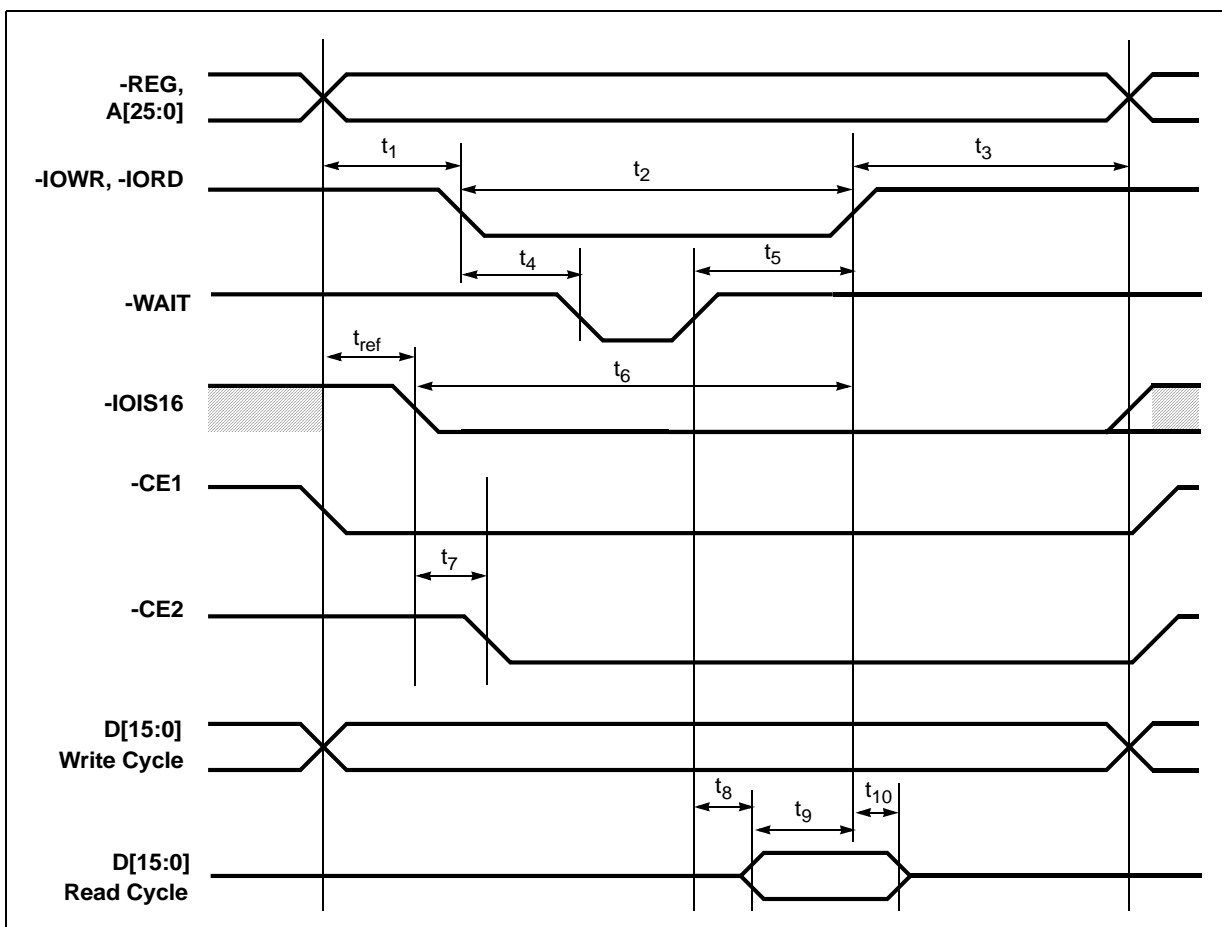 -REG,
A[25:0]
t1
t3
-IOWR, -IORD
t2
t4
t5
-WAIT
tref
t6
-IOIS16
-CE1
t7
-CE2
D[15:0]
Write Cycle
t8
t9
t10
D[15:0]
Read Cycle